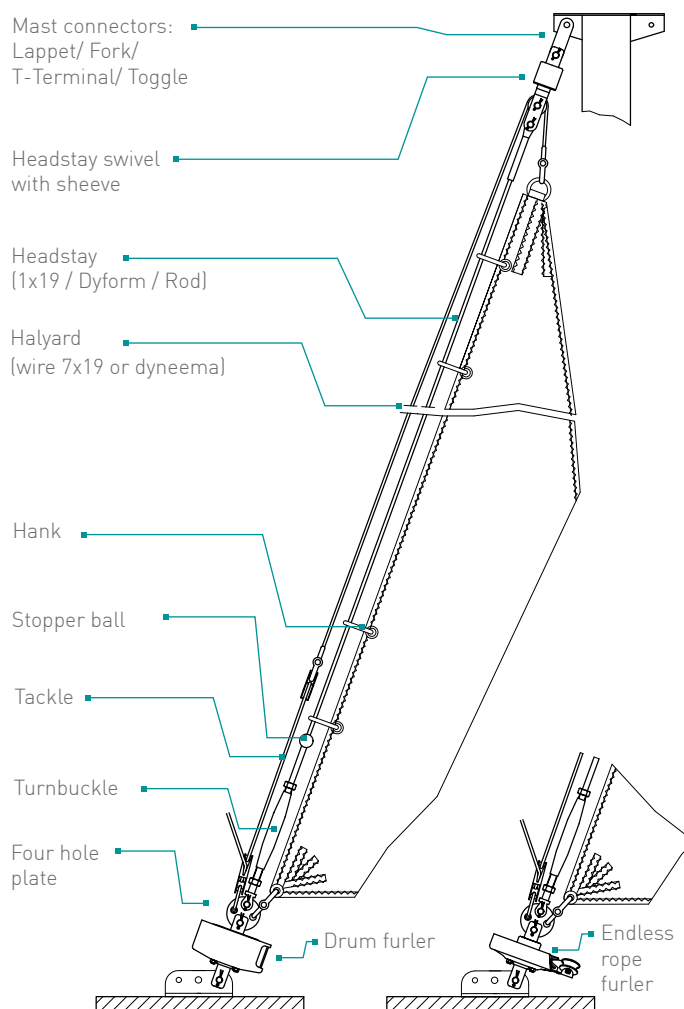 Mast connectors:
Lappet/ Fork/
T-Terminal/ Toggle
Headstay swivel
with sheeve
Headstay
(1x19 / Dyform / Rod)
Halyard
(wire 7x19 or dyneema)
Hank
Stopper ball
Tackle
Turnbuckle
Four hole
plate
Drum furler
Endless
rope
furler